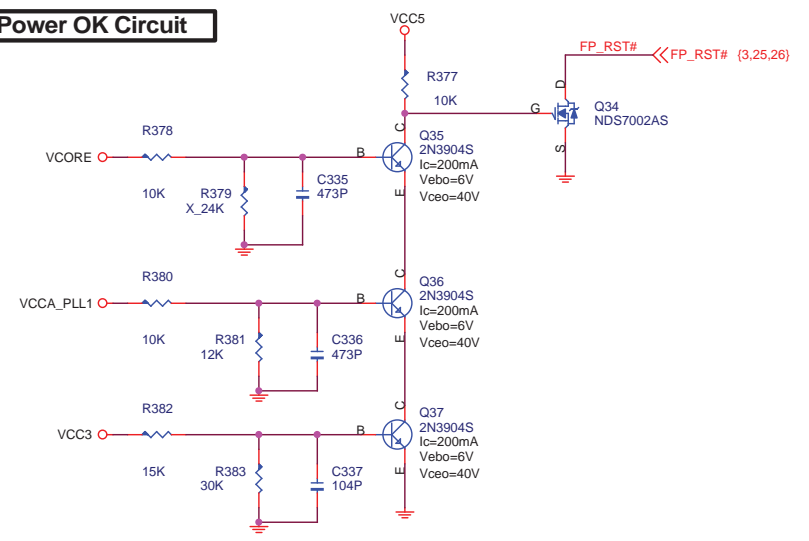 Power OK Circuit
VCC5
R377
10K
FP_RST#
FP_RST# {3,25,26}
D
G
S
Q34
NDS7002AS
R378
VCORE
10K
R379
X_24K
C335
473P
B
C
E
Q35
2N3904S
Ic=200mA
Vebo=6V
Vceo=40V
R380
VCCA_PLL1
10K
R381
12K
C336
473P
B
C
E
Q36
2N3904S
Ic=200mA
Vebo=6V
Vceo=40V
R382
VCC3
15K
R383
30K
C337
104P
B
C
E
Q37
2N3904S
Ic=200mA
Vebo=6V
Vceo=40V